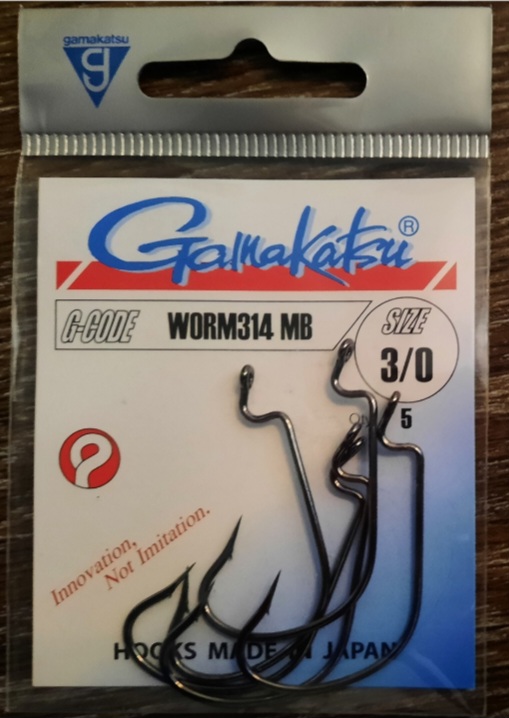 gamakatsu
g
Gamakatsu®
G-CODE WORM314 MB
SIZE
3/0
5
Innovation,
Not Imitation.
HOOKS MADE IN JAPAN